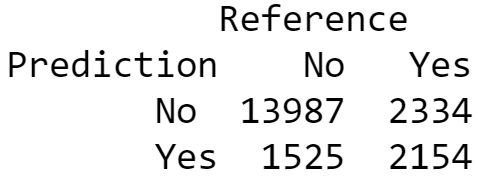 Reference
Prediction No Yes
No 13987 2334
Yes 1525 2154